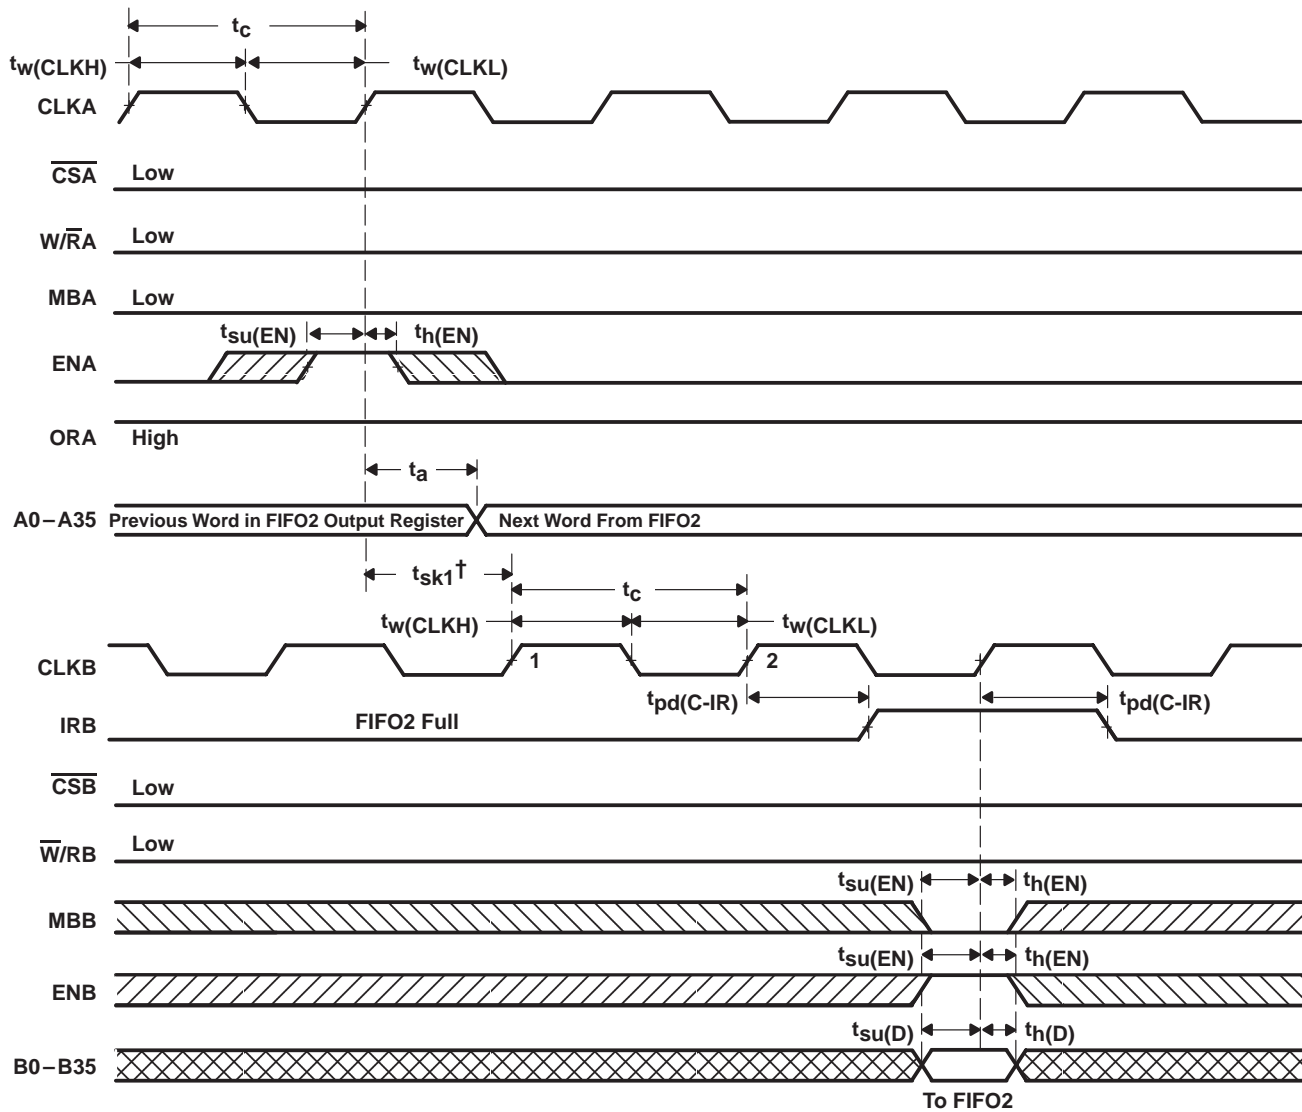 tc
tw(CLKH) tw(CLKL)
CLKA
CSA Low
W/RA Low
MBA Low
tsu(EN) th(EN)
ENA
ORA High
ta
A0–A35 Previous Word in FIFO2 Output Register Next Word From FIFO2
tsk1†
tc
tw(CLKH) tw(CLKL)
CLKB 1 2
tpd(C-IR) tpd(C-IR)
IRB FIFO2 Full
CSB Low
W/RB Low
tsu(EN) th(EN)
MBB
tsu(EN) th(EN)
ENB
tsu(D) th(D)
B0–B35
To FIFO2